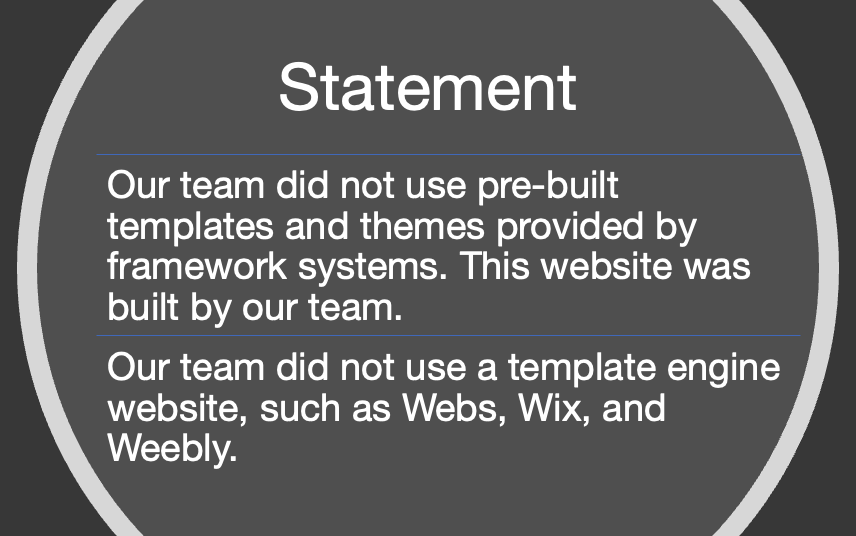 Statement
Our team did not use pre-built
templates and themes provided by
framework systems. This website was
built by our team.
Our team did not use a template engine
website, such as Webs, Wix, and
Weebly.